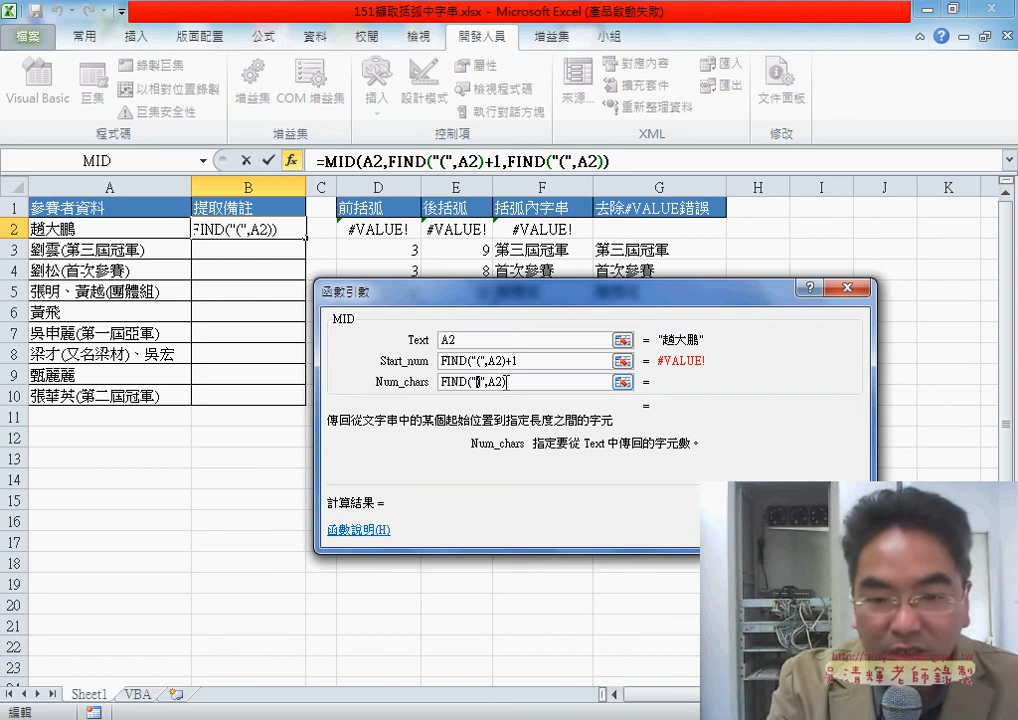 151擷取括弧中字串.xlsx - Microsoft Excel (產品啟動失敗)
檔案 常用 插入 版面配置 公式 資料 校閱 檢視 開發人員 增益集 小組
Visual Basic 巨集 錄製巨集 以相對位置錄製 巨集安全性 程式碼
增益集 COM 增益集 增益集
插入 設計模式 屬性 檢視程式碼 執行對話方塊 控制項
來源... 對應內容 擴充套件 重新整理資料 匯入 匯出 XML
文件面板 修改
MID fx =MID(A2,FIND("(",A2)+1,FIND("(",A2))
A B C D E F G H I J K
1 參賽者資料 提取備註 前括弧 後括弧 括弧內字串 去除#VALUE錯誤
2 趙大鵬 FIND("(",A2)) #VALUE! #VALUE! #VALUE!
3 劉雲(第三屆冠軍) 3 9 第三屆冠軍 第三屆冠軍
4 劉松(首次參賽) 3 8 首次參賽 首次參賽
5 張明、黃越(團體組)
6 黃飛
7 吳申麗(第一屆亞軍)
8 梁才(又名梁材)、吳宏
9 甄麗麗
10 張華英(第二屆冠軍)
11
12
13
14
15
16
17
18
19
20
21
22
23
函數引數
MID
Text A2 = "趙大鵬"
Start_num FIND("(",A2)+1 = #VALUE!
Num_chars FIND("(",A2) =
=
傳回從文字串中的某個起始位置到指定長度之間的字元
Num_chars 指定要從 Text 中傳回的字元數。
計算結果 =
函數說明(H)
吳清輝老師錄製
Sheet1 VBA
編輯